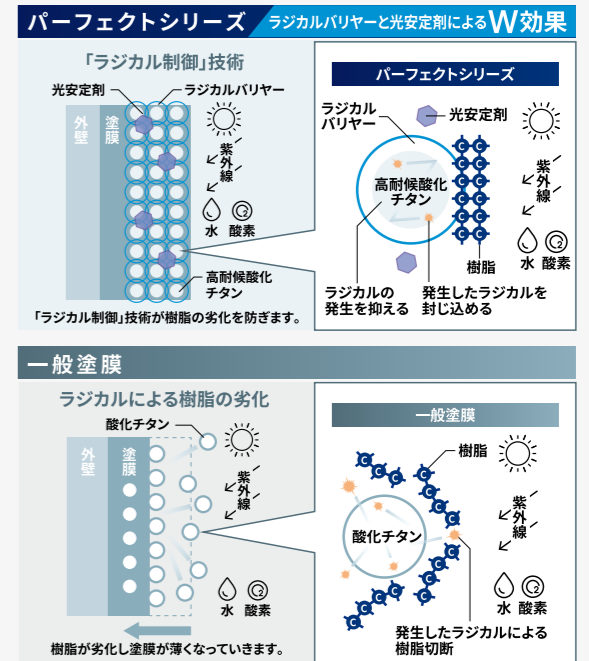 パーフェクトシリーズ ラジカルバリヤーと光安定剤によるW効果
「ラジカル制御」技術
光安定剤
ラジカルバリヤー
外壁
塗膜
紫外線
水 酸素
高耐候酸化
チタン
「ラジカル制御」技術が樹脂の劣化を防ぎます。
パーフェクトシリーズ
ラジカル
バリヤー
光安定剤
高耐候酸化
チタン
C C
C C
C C
C C
C C
C C
紫外線
水 酸素
樹脂
ラジカルの
発生を抑える
発生したラジカルを
封じ込める
一般塗膜
ラジカルによる樹脂の劣化
酸化チタン
外壁
塗膜
紫外線
水 酸素
樹脂が劣化し塗膜が薄くなっていきます。
一般塗膜
樹脂
C
C
C
C
C
C
C
酸化チタン
C
C
C
C
C
C
C
紫外線
水 酸素
発生したラジカルによる
樹脂切断